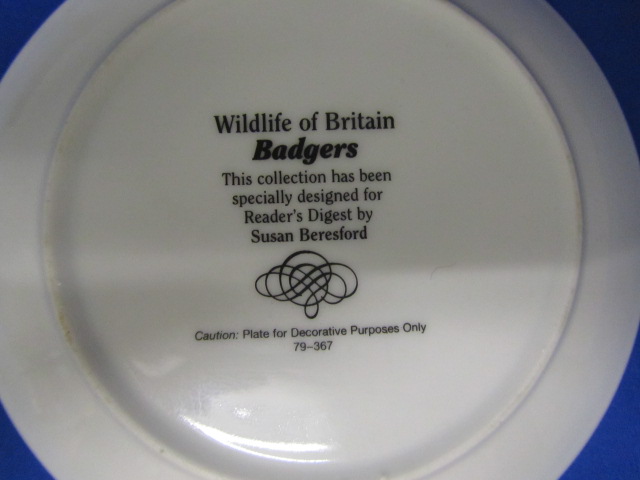 Wildlife of Britain
Badgers
This collection has been
specially designed for
Reader's Digest by
Susan Beresford
Caution: Plate for Decorative Purposes Only
79-367